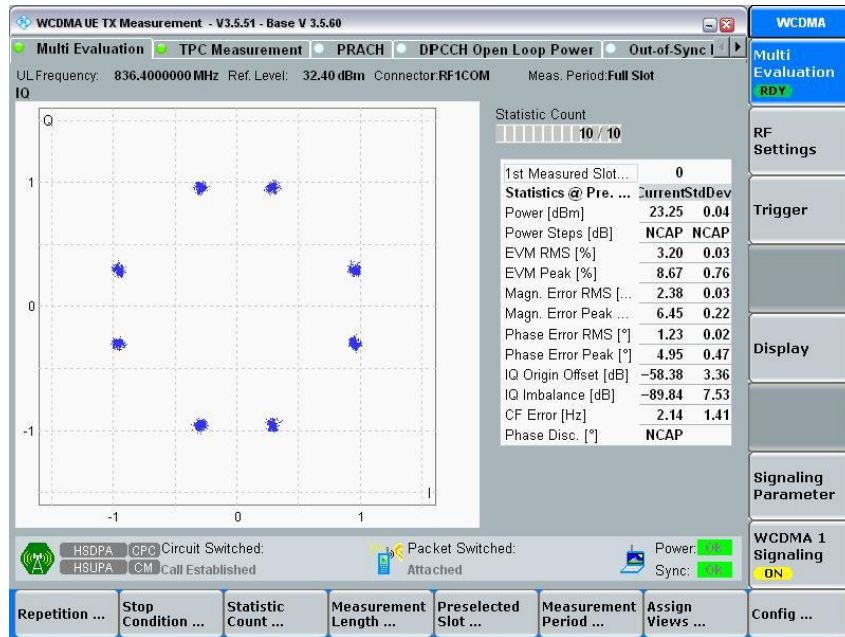 WCDMA UE TX Measurement - V3.5.51 - Base V 3.5.60
WCDMA
Multi Evaluation TPC Measurement PRACH DPCCH Open Loop Power Out-of-Sync
UL Frequency: 836.4000000 MHz Ref. Level: 32.40 dBm Connector:RF1COM Meas. Period:Full Slot
IQ
Q
1
0
-1
-1 0 1
I
Statistic Count
10 / 10
1st Measured Slot... 0
Statistics @ Pre. ... Current StdDev
Power [dBm] 23.25 0.04
Power Steps [dB] NCAP NCAP
EVM RMS [%] 3.20 0.03
EVM Peak [%] 8.67 0.76
Magn. Error RMS [... 2.38 0.03
Magn. Error Peak ... 6.45 0.22
Phase Error RMS [°] 1.23 0.02
Phase Error Peak [°] 4.95 0.47
IQ Origin Offset [dB] −58.38 3.36
IQ Imbalance [dB] −89.84 7.53
CF Error [Hz] 2.14 1.41
Phase Disc. [°] NCAP
HSDPA CPC Circuit Switched: Packet Switched: Power: OK
HSUPA CM Call Established Attached Sync: OK
Multi
Evaluation
RDY
RF
Settings
Trigger
Display
Signaling
Parameter
WCDMA 1
Signaling
ON
Repetition ...
Stop
Condition ...
Statistic
Count ...
Measurement
Length ...
Preselected
Slot ...
Measurement
Period ...
Assign
Views ...
Config ...